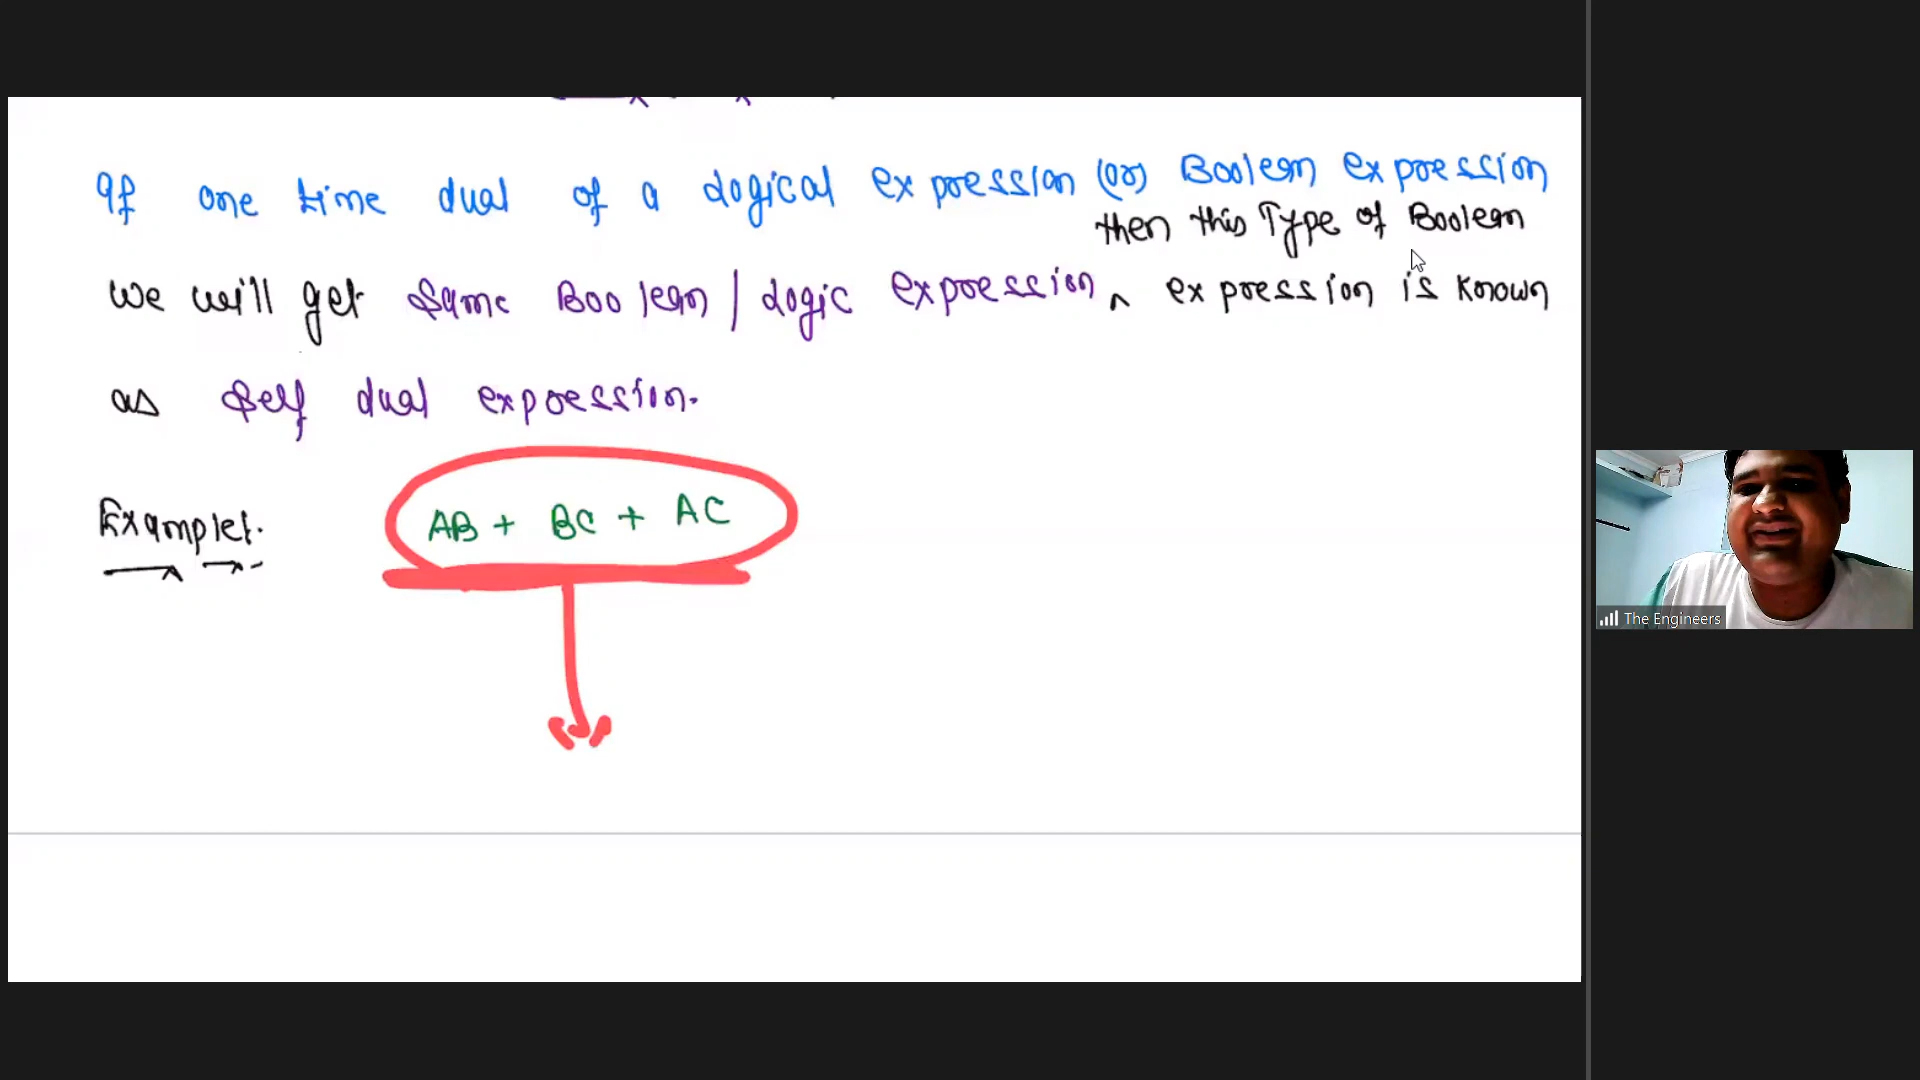 If one time dual of a Logical expression (or) Boolean expression
then this Type of Boolean
we will get Same Boolean / Logic expression ^ expression is known
as Self dual expression.
Example:-
AB + BC + AC
The Engineers